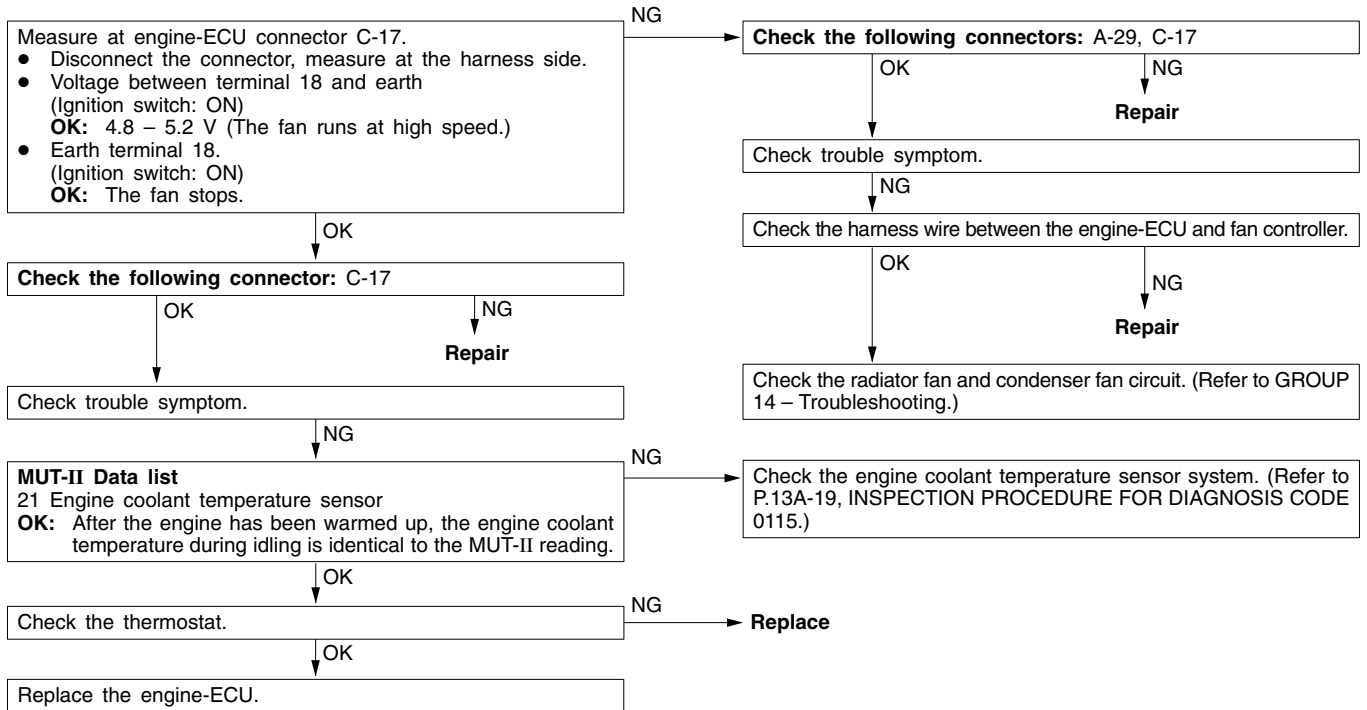 Measure at engine-ECU connector C-17.
● Disconnect the connector, measure at the harness side.
● Voltage between terminal 18 and earth
(Ignition switch: ON)
OK: 4.8 – 5.2 V (The fan runs at high speed.)
● Earth terminal 18.
(Ignition switch: ON)
OK: The fan stops.
NG
Check the following connectors: A-29, C-17
OK
NG
Repair
Check trouble symptom.
NG
Check the harness wire between the engine-ECU and fan controller.
OK
NG
Repair
Check the radiator fan and condenser fan circuit. (Refer to GROUP
14 – Troubleshooting.)
OK
Check the following connector: C-17
OK
NG
Repair
Check trouble symptom.
NG
MUT-II Data list
21 Engine coolant temperature sensor
OK: After the engine has been warmed up, the engine coolant
temperature during idling is identical to the MUT-II reading.
NG
Check the engine coolant temperature sensor system. (Refer to
P.13A-19, INSPECTION PROCEDURE FOR DIAGNOSIS CODE
0115.)
OK
Check the thermostat.
NG
Replace
OK
Replace the engine-ECU.